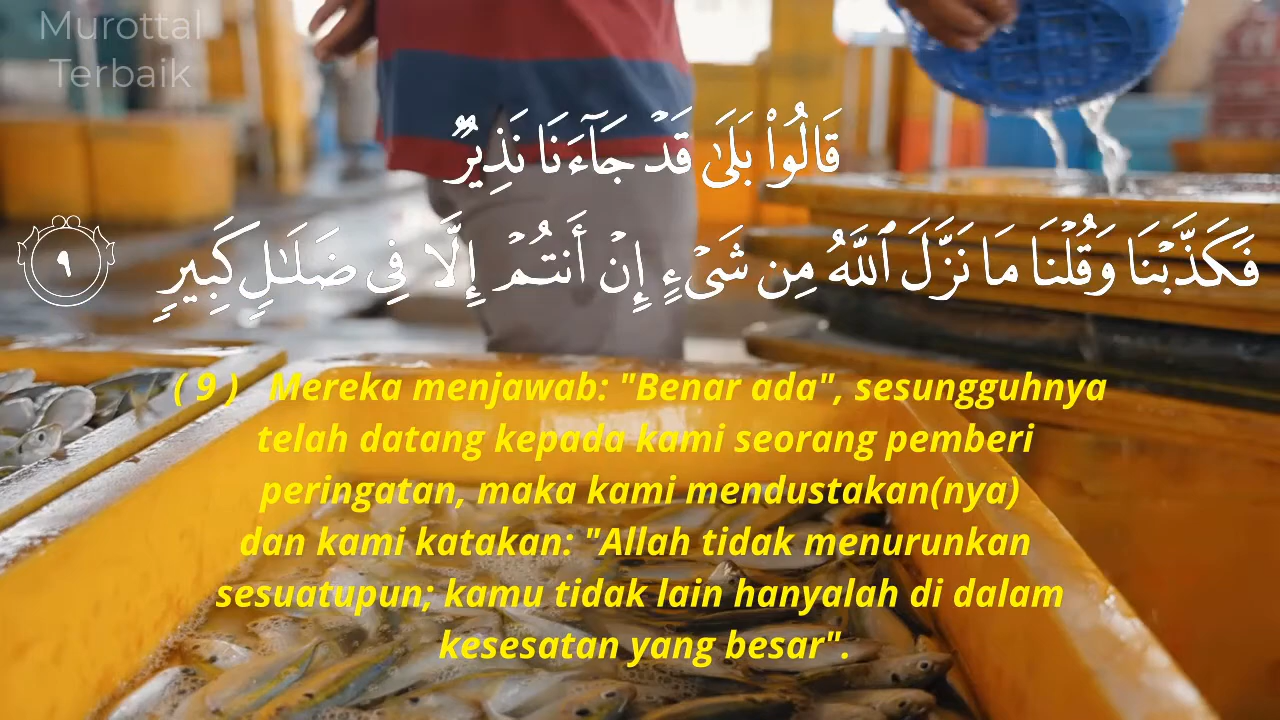 Murottal
Terbaik
قَالُوا۟ بَلَىٰ قَدْ جَآءَنَا نَذِيرٌ
فَكَذَّبْنَا وَقُلْنَا مَا نَزَّلَ ٱللَّهُ مِن شَىْءٍ إِنْ أَنتُمْ إِلَّا فِى ضَلَـٰلٍ كَبِيرٍ ٩
( 9 ) Mereka menjawab: "Benar ada", sesungguhnya
telah datang kepada kami seorang pemberi
peringatan, maka kami mendustakan(nya)
dan kami katakan: "Allah tidak menurunkan
sesuatupun; kamu tidak lain hanyalah di dalam
kesesatan yang besar".